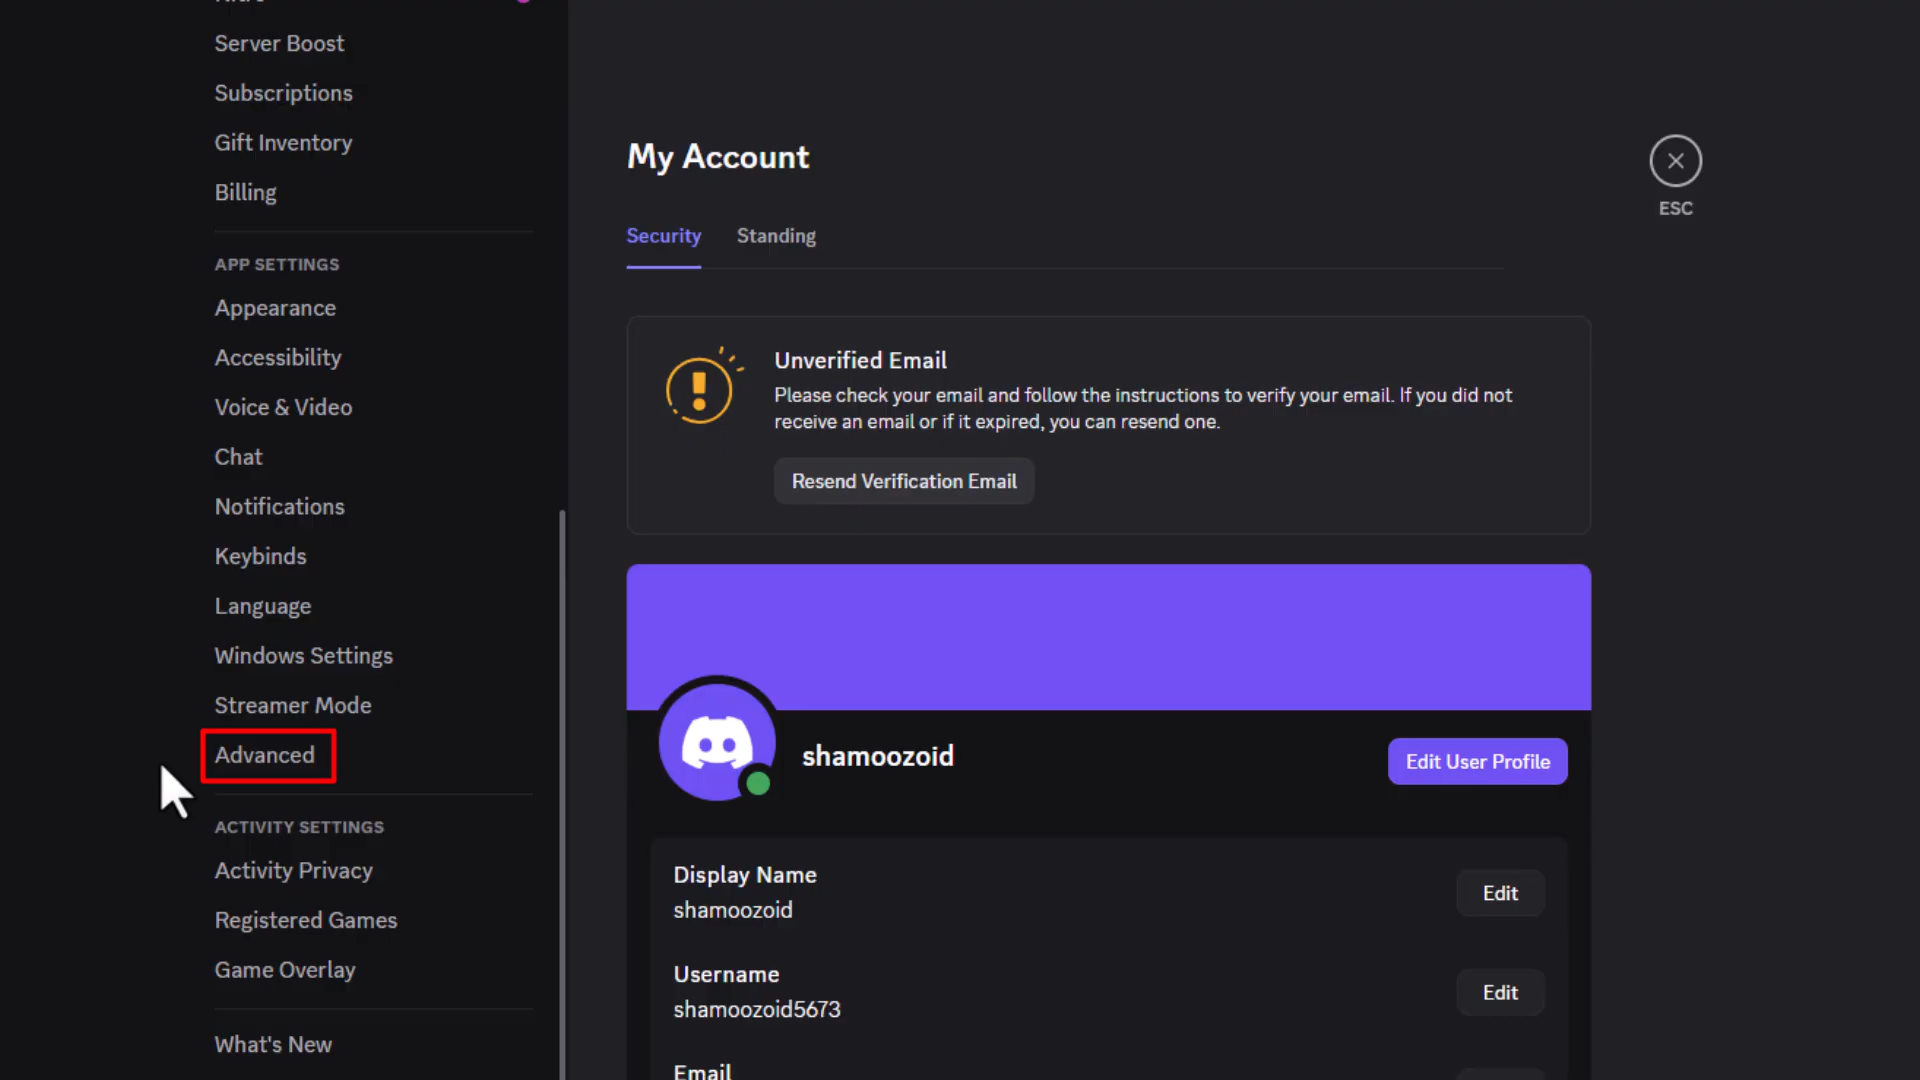 Server Boost
Subscriptions
Gift Inventory
Billing
APP SETTINGS
Appearance
Accessibility
Voice & Video
Chat
Notifications
Keybinds
Language
Windows Settings
Streamer Mode
Advanced
ACTIVITY SETTINGS
Activity Privacy
Registered Games
Game Overlay
What's New
My Account
ESC
Security
Standing
Unverified Email
Please check your email and follow the instructions to verify your email. If you did not
receive an email or if it expired, you can resend one.
Resend Verification Email
shamoozoid
Edit User Profile
Display Name
shamoozoid
Edit
Username
shamoozoid5673
Edit
Email